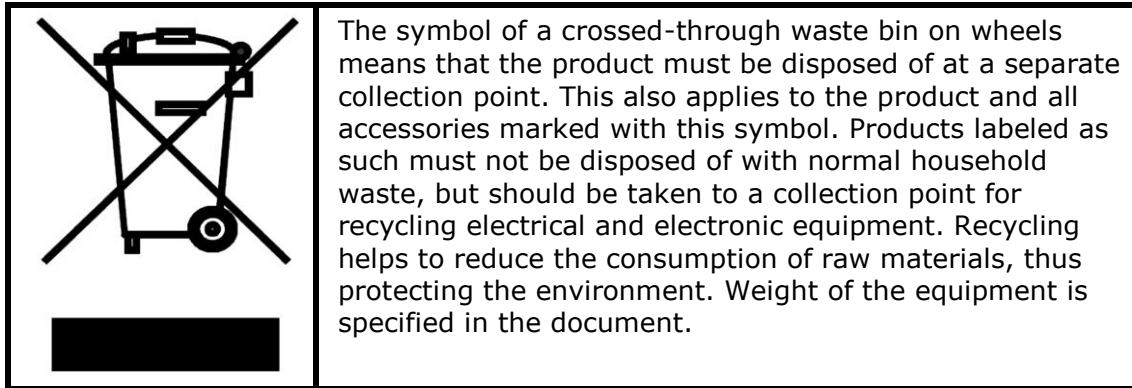 The symbol of a crossed-through waste bin on wheels
means that the product must be disposed of at a separate
collection point. This also applies to the product and all
accessories marked with this symbol. Products labeled as
such must not be disposed of with normal household
waste, but should be taken to a collection point for
recycling electrical and electronic equipment. Recycling
helps to reduce the consumption of raw materials, thus
protecting the environment. Weight of the equipment is
specified in the document.